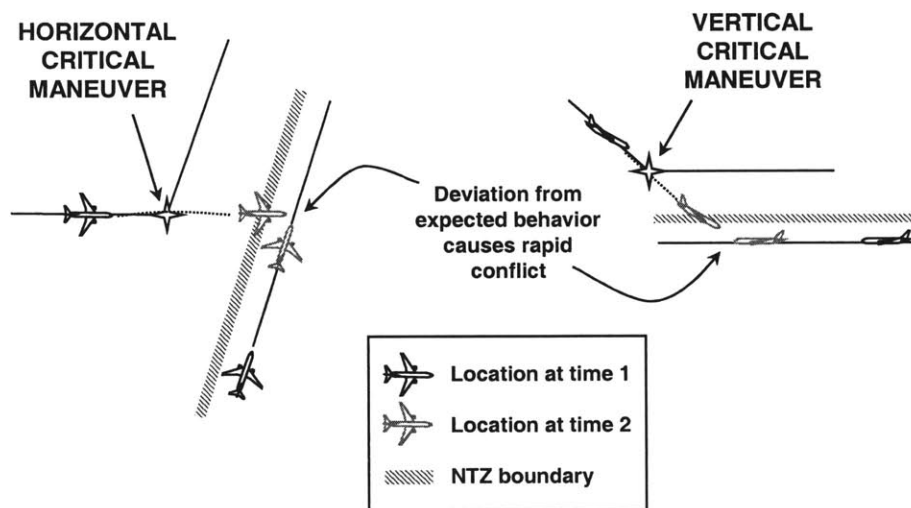 HORIZONTAL
CRITICAL
MANEUVER
VERTICAL
CRITICAL
MANEUVER
Deviation from
expected behavior
causes rapid
conflict
Location at time 1
Location at time 2
NTZ boundary